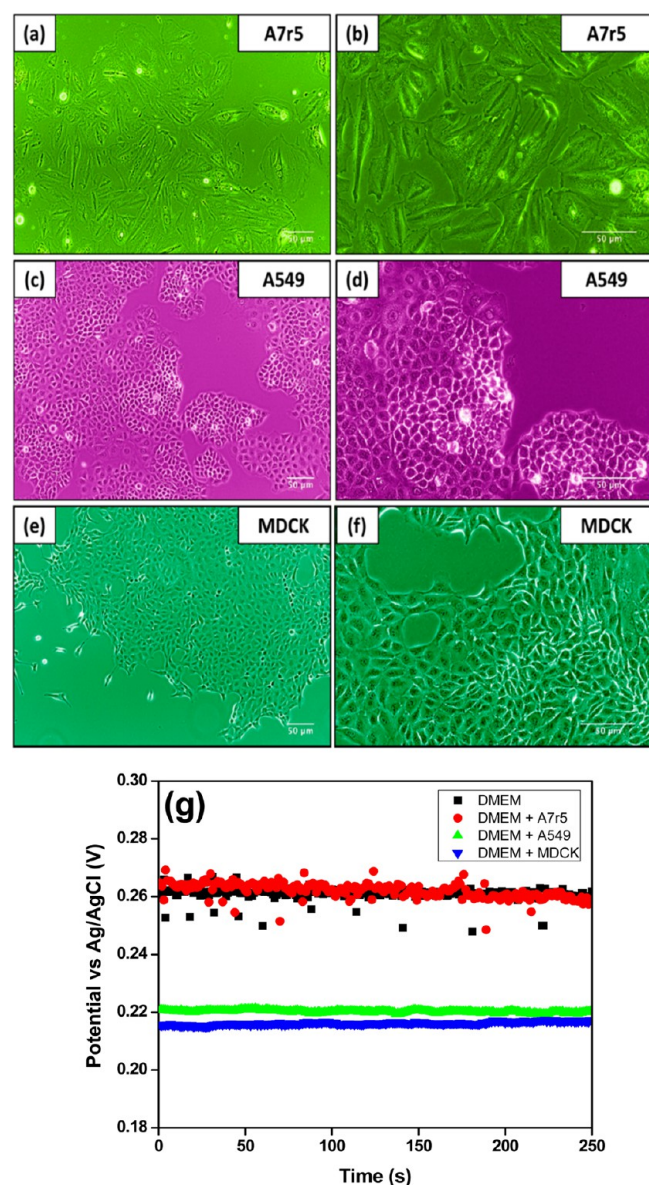 (a)
A7r5
50 μm
(b)
A7r5
50 μm
(c)
A549
50 μm
(d)
A549
50 μm
(e)
MDCK
50 μm
(f)
MDCK
50 μm
(g)
DMEM
DMEM + A7r5
DMEM + A549
DMEM + MDCK
Potential vs Ag/AgCl (V)
0.30
0.28
0.26
0.24
0.22
0.20
0.18
0 50 100 150 200 250
Time (s)